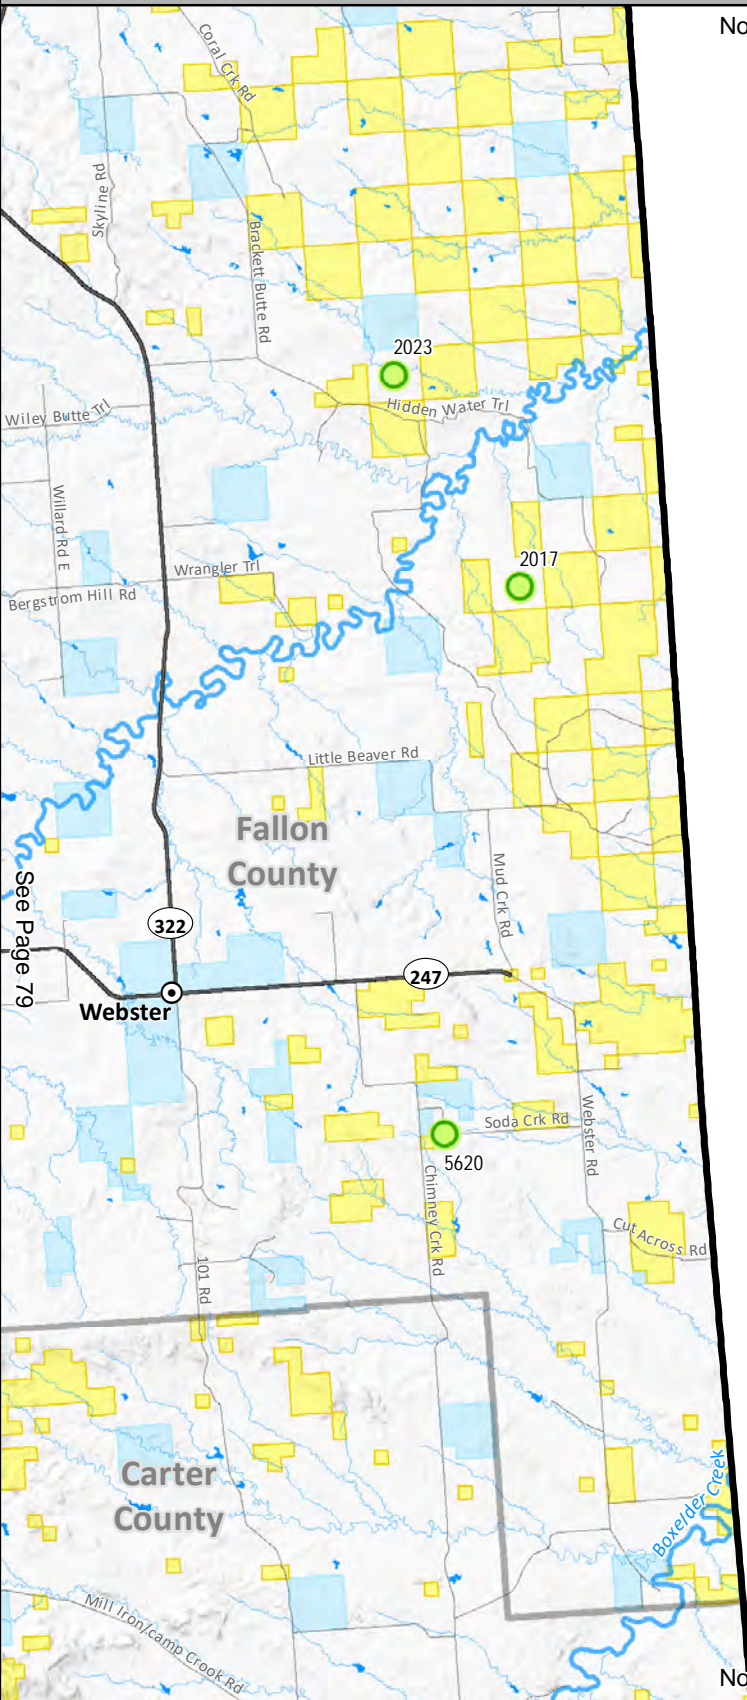 No
Coral Crk Rd
Skyline Rd
Brackett Butte Rd
2023
Hidden Water Trl
Wiley Butte Trl
Willard Rd E
2017
Wrangler Trl
Bergstrom Hill Rd
Little Beaver Rd
Fallon
County
Mud Crk Rd
See Page 79
322
247
Webster
Soda Crk Rd
Webster Rd
5620
Chimney Crk Rd
Cut Across Rd
101 Rd
Carter
County
Boxelder Creek
Mill Iron/camp Crook Rd
No